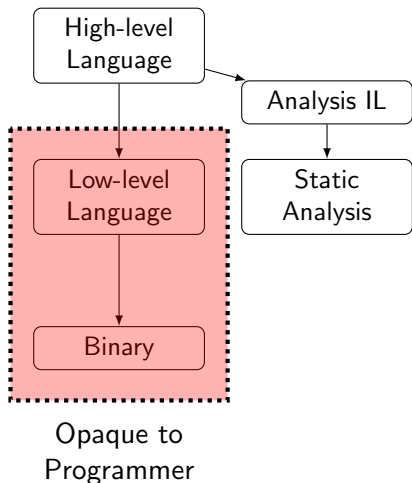 High-level
Language
Analysis IL
Low-level
Language
Static
Analysis
Binary
Opaque to
Programmer